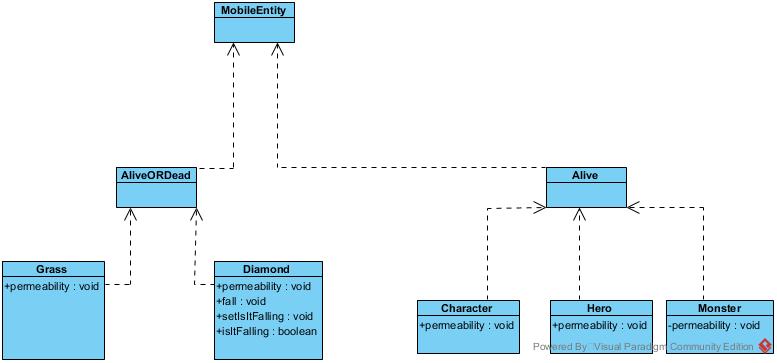 MobileEntity
AliveORDead
Alive
Grass
+permeability : void
Diamond
+permeability : void
+fall : void
+setIsItFalling : void
+isItFalling : boolean
Character
+permeability : void
Hero
+permeability : void
Monster
-permeability : void
Powered By Visual Paradigm Community Edition